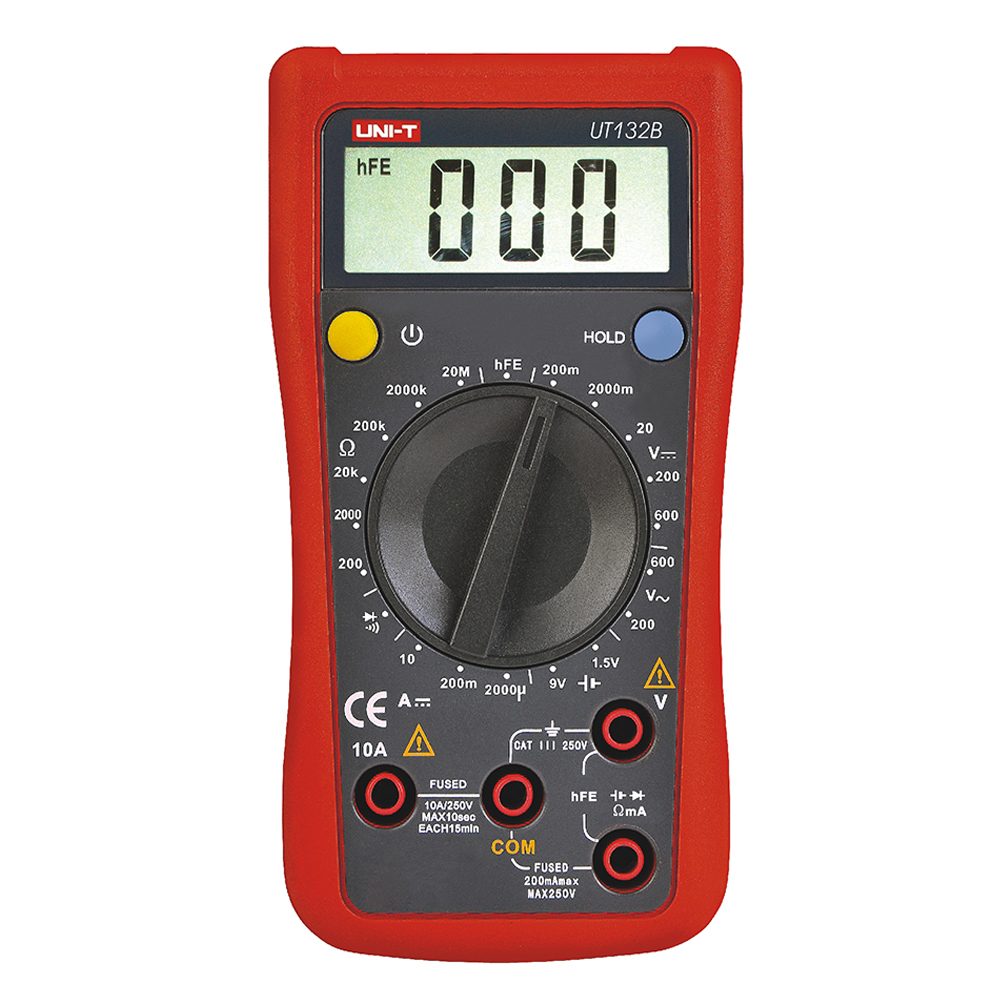 UNI-T UT132B
hFE 000
HOLD
20M hFE 200m
2000k 2000m
200k 20
Ω V⎓
20k 200
2000 600
200 600
V~
200
10 1.5V
200m 2000µ 9V
CE A⎓ V
10A
CAT III 250V
FUSED
10A/250V
MAX10sec
EACH15min
hFE
ΩmA
COM
FUSED
200mAmax
MAX250V